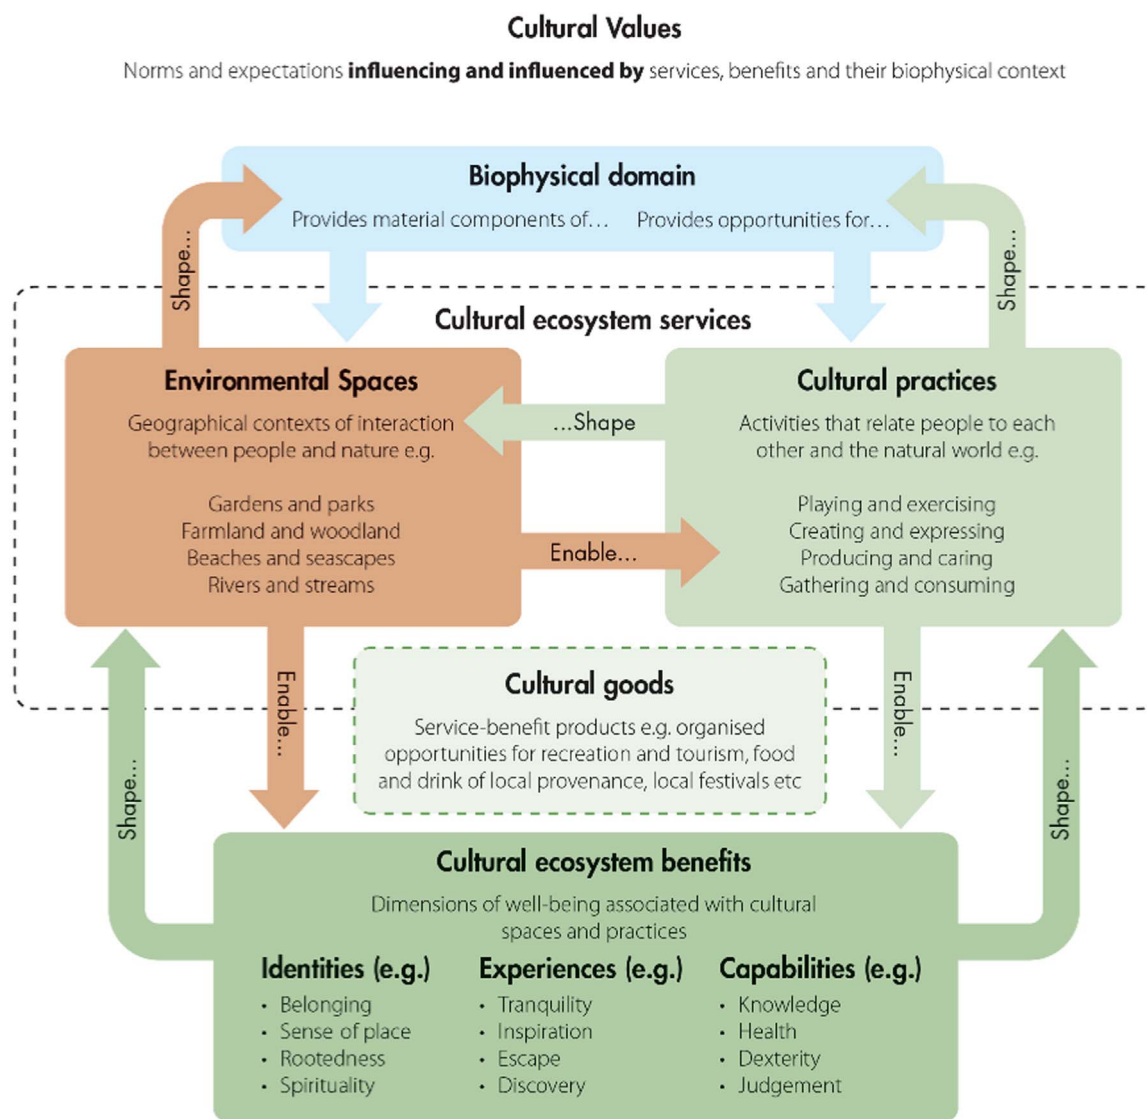 Cultural Values
Norms and expectations influencing and influenced by services, benefits and their biophysical context
Biophysical domain
Provides material components of…
Provides opportunities for…
Shape…
Shape…
Cultural ecosystem services
Environmental Spaces
Geographical contexts of interaction
between people and nature e.g.
Gardens and parks
Farmland and woodland
Beaches and seascapes
Rivers and streams
…Shape
Enable…
Cultural practices
Activities that relate people to each
other and the natural world e.g.
Playing and exercising
Creating and expressing
Producing and caring
Gathering and consuming
Enable…
Enable…
Cultural goods
Service-benefit products e.g. organised
opportunities for recreation and tourism, food
and drink of local provenance, local festivals etc
Shape…
Shape…
Cultural ecosystem benefits
Dimensions of well-being associated with cultural
spaces and practices
Identities (e.g.)
• Belonging
• Sense of place
• Rootedness
• Spirituality
Experiences (e.g.)
• Tranquility
• Inspiration
• Escape
• Discovery
Capabilities (e.g.)
• Knowledge
• Health
• Dexterity
• Judgement